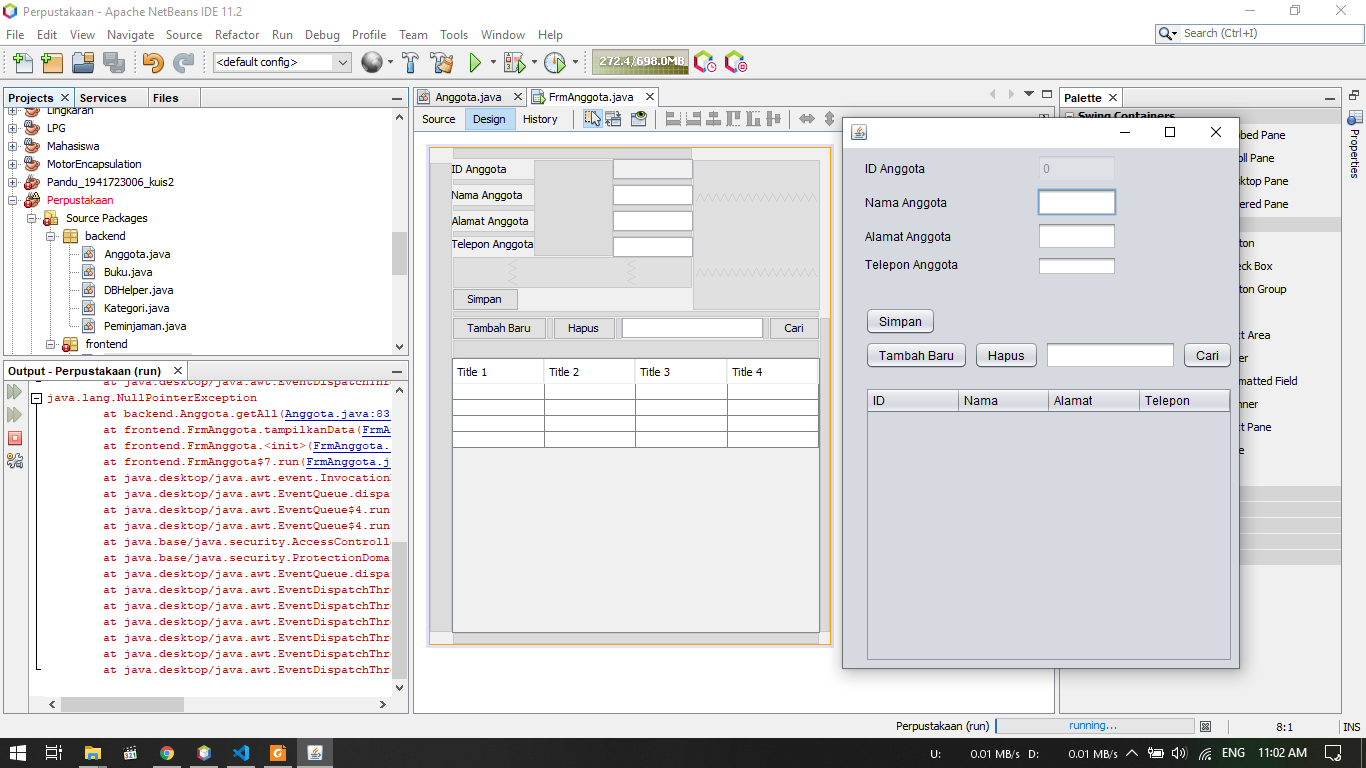 Perpustakaan - Apache NetBeans IDE 11.2
File Edit View Navigate Source Refactor Run Debug Profile Team Tools Window Help
Search (Ctrl+I)
<default config>
272.4/698.0MB
Projects Services Files
Lingkaran
LPG
Mahasiswa
MotorEncapsulation
Pandu_1941723006_kuis2
Perpustakaan
Source Packages
backend
Anggota.java
Buku.java
DBHelper.java
Kategori.java
Peminjaman.java
frontend
Output - Perpustakaan (run)
at java.desktop/java.awt.EventDispatchThr
java.lang.NullPointerException
at backend.Anggota.getAll(Anggota.java:83
at frontend.FrmAnggota.tampilkanData(FrmA
at frontend.FrmAnggota.<init>(FrmAnggota.
at frontend.FrmAnggota$7.run(FrmAnggota.j
at java.desktop/java.awt.event.Invocation
at java.desktop/java.awt.EventQueue.dispa
at java.desktop/java.awt.EventQueue$4.run
at java.desktop/java.awt.EventQueue$4.run
at java.base/java.security.AccessControll
at java.base/java.security.ProtectionDoma
at java.desktop/java.awt.EventQueue.dispa
at java.desktop/java.awt.EventDispatchThr
at java.desktop/java.awt.EventDispatchThr
at java.desktop/java.awt.EventDispatchThr
at java.desktop/java.awt.EventDispatchThr
at java.desktop/java.awt.EventDispatchThr
Anggota.java FrmAnggota.java
Source Design History
ID Anggota
Nama Anggota
Alamat Anggota
Telepon Anggota
Simpan
Tambah Baru Hapus Cari
Title 1 Title 2 Title 3 Title 4
ID Anggota 0
Nama Anggota
Alamat Anggota
Telepon Anggota
Simpan
Tambah Baru Hapus Cari
ID Nama Alamat Telepon
Palette
Swing Containers
bed Pane
oll Pane
sktop Pane
ered Pane
ton
eck Box
ton Group
t Area
er
matted Field
nner
ct Pane
e
Properties
Perpustakaan (run) running... 8:1 INS
U: 0.01 MB/s D: 0.01 MB/s ENG 11:02 AM